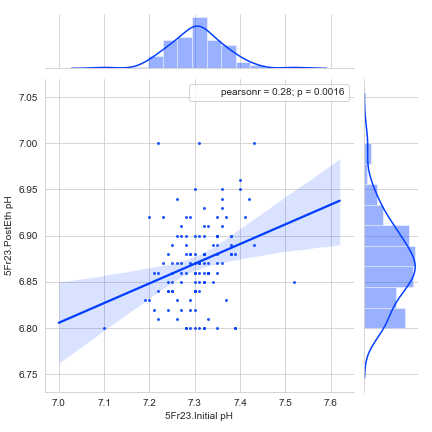 pearsonr = 0.28; p = 0.0016
7.05
7.00
6.95
6.90
6.85
6.80
6.75
5Fr23.PostEth pH
7.0 7.1 7.2 7.3 7.4 7.5 7.6
5Fr23.Initial pH